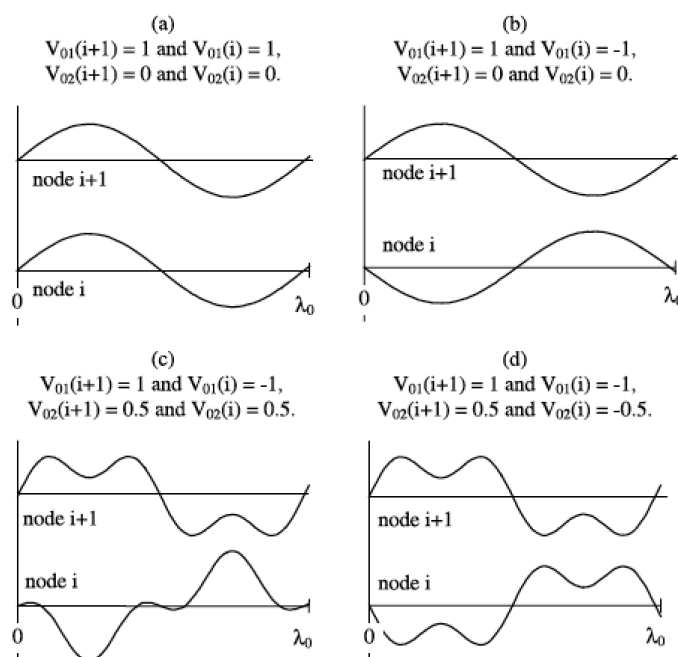 (a)
V₀₁(i+1) = 1 and V₀₁(i) = 1,
V₀₂(i+1) = 0 and V₀₂(i) = 0.
node i+1
node i
0
λ₀
(b)
V₀₁(i+1) = 1 and V₀₁(i) = -1,
V₀₂(i+1) = 0 and V₀₂(i) = 0.
node i+1
node i
0
λ₀
(c)
V₀₁(i+1) = 1 and V₀₁(i) = -1,
V₀₂(i+1) = 0.5 and V₀₂(i) = 0.5.
node i+1
node i
0
λ₀
(d)
V₀₁(i+1) = 1 and V₀₁(i) = -1,
V₀₂(i+1) = 0.5 and V₀₂(i) = -0.5.
node i+1
node i
0
λ₀